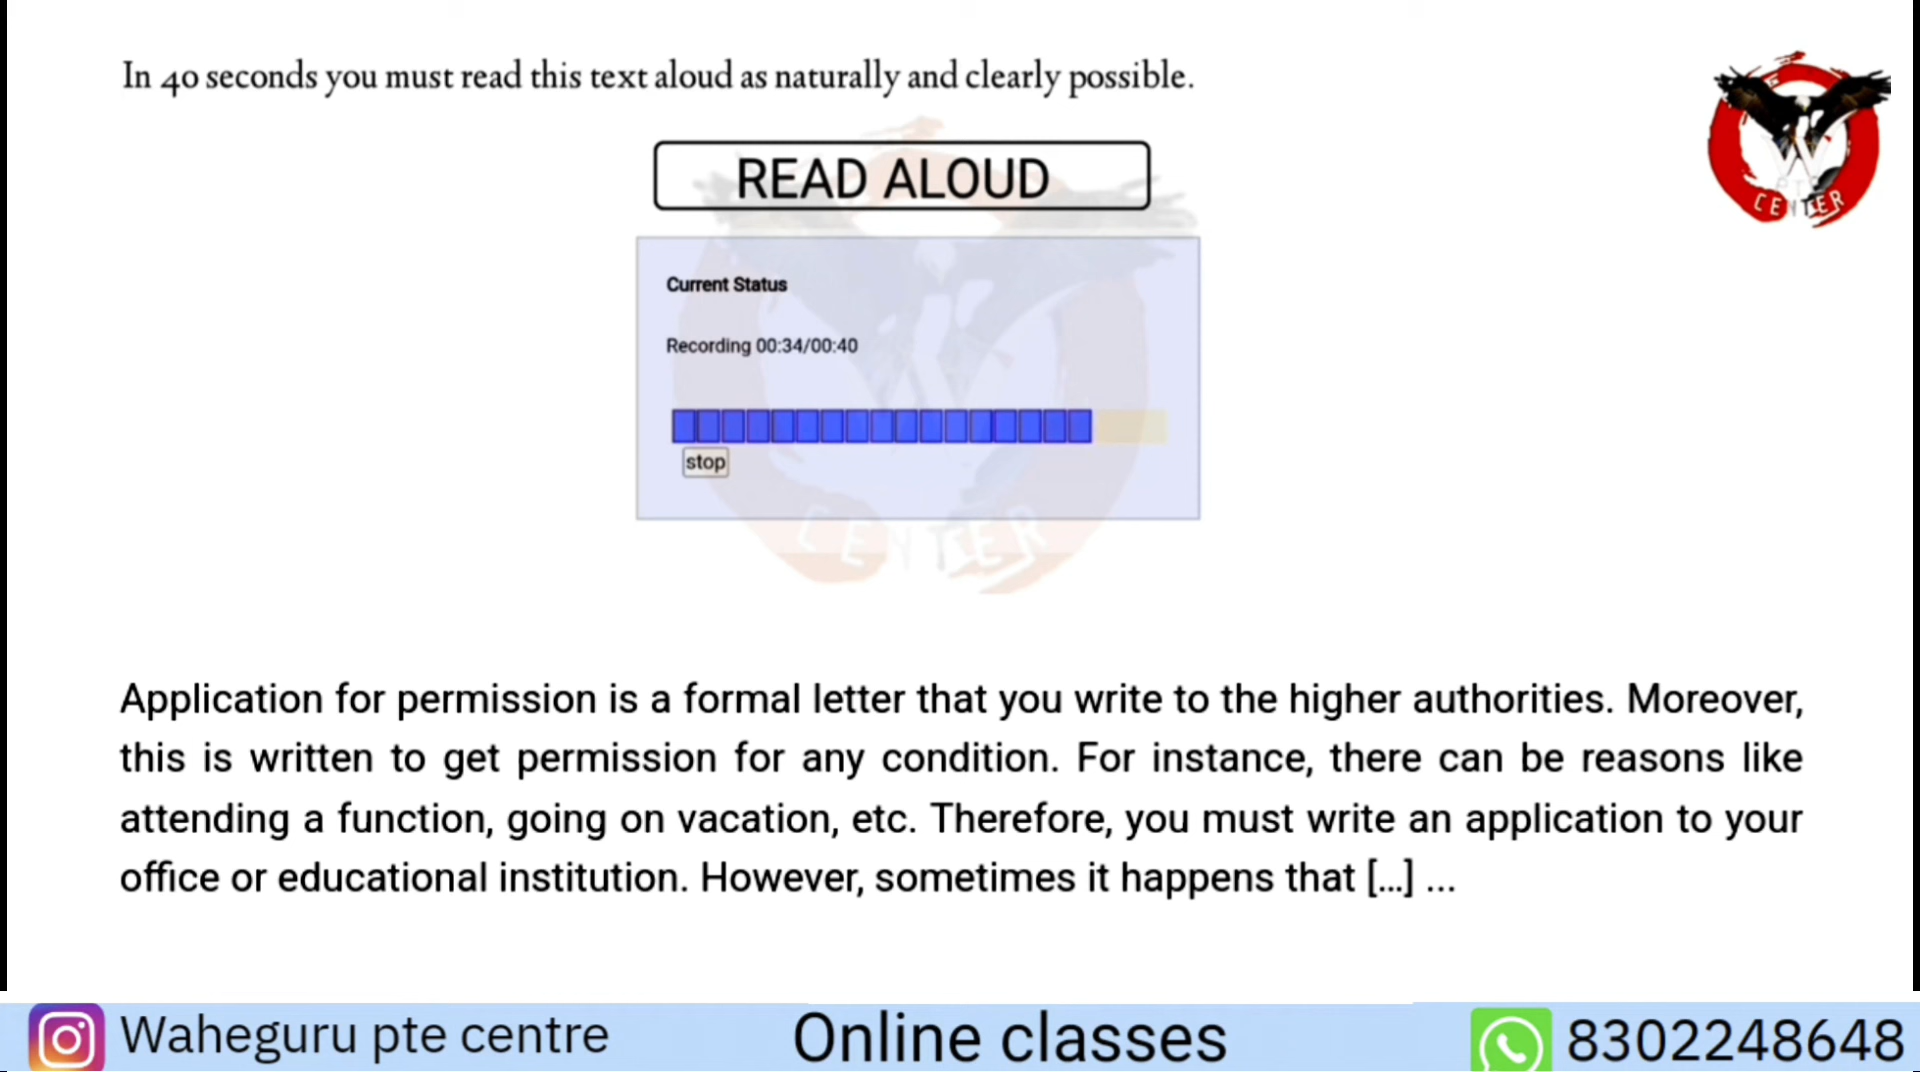 In 40 seconds you must read this text aloud as naturally and clearly possible.
READ ALOUD
CENTER
Current Status
Recording 00:34/00:40
stop
CENTER
Application for permission is a formal letter that you write to the higher authorities. Moreover,
this is written to get permission for any condition. For instance, there can be reasons like
attending a function, going on vacation, etc. Therefore, you must write an application to your
office or educational institution. However, sometimes it happens that [...] ...
Waheguru pte centre
Online classes
8302248648